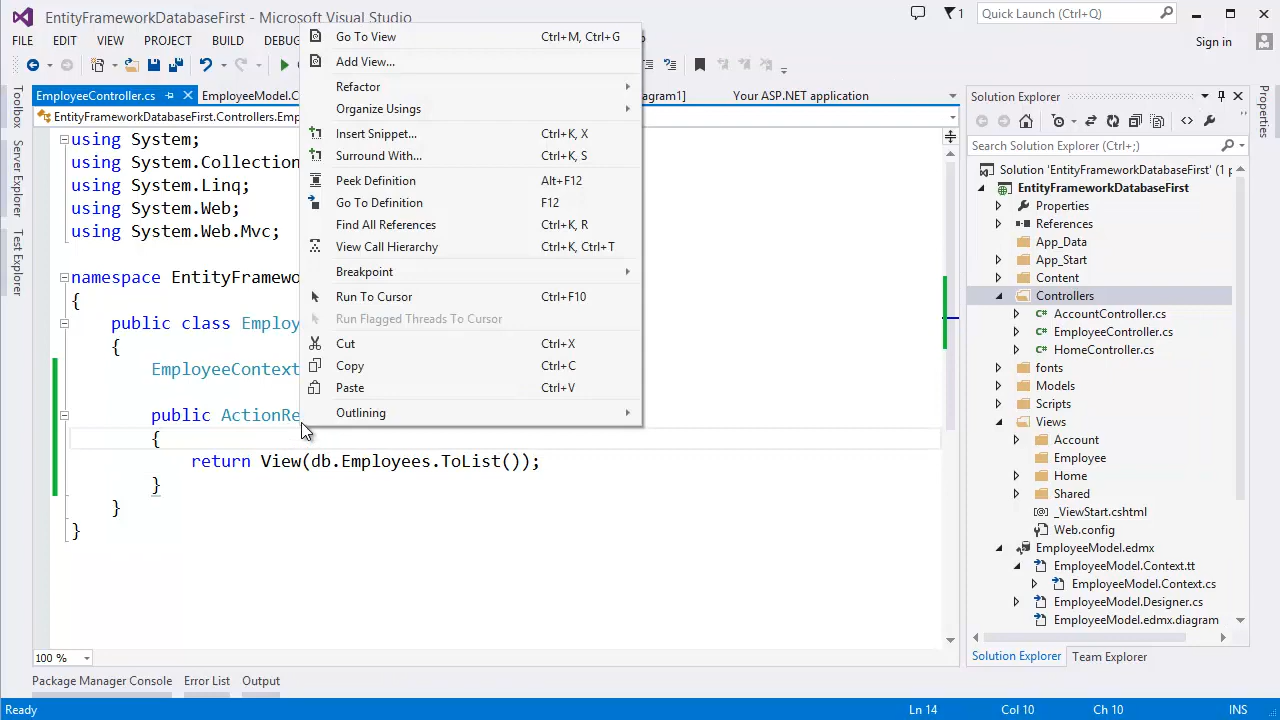 EntityFrameworkDatabaseFirst - Microsoft Visual Studio
1
Quick Launch (Ctrl+Q)
FILE EDIT VIEW PROJECT BUILD DEBU
Sign in
EmployeeController.cs EmployeeModel.C agram1] Your ASP.NET application
EntityFrameworkDatabaseFirst.Controllers.Emp
using System;
using System.Collection
using System.Linq;
using System.Web;
using System.Web.Mvc;
namespace EntityFramew
{
public class Employ
{
EmployeeContext
public ActionRe
{
return View(db.Employees.ToList());
}
}
}
Go To View Ctrl+M, Ctrl+G
Add View...
Refactor
Organize Usings
Insert Snippet... Ctrl+K, X
Surround With... Ctrl+K, S
Peek Definition Alt+F12
Go To Definition F12
Find All References Ctrl+K, R
View Call Hierarchy Ctrl+K, Ctrl+T
Breakpoint
Run To Cursor Ctrl+F10
Run Flagged Threads To Cursor
Cut Ctrl+X
Copy Ctrl+C
Paste Ctrl+V
Outlining
Toolbox
Server Explorer
Test Explorer
Properties
Solution Explorer
Search Solution Explorer (Ctrl+;)
Solution 'EntityFrameworkDatabaseFirst' (1 p
EntityFrameworkDatabaseFirst
Properties
References
App_Data
App_Start
Content
Controllers
AccountController.cs
EmployeeController.cs
HomeController.cs
fonts
Models
Scripts
Views
Account
Employee
Home
Shared
_ViewStart.cshtml
Web.config
EmployeeModel.edmx
EmployeeModel.Context.tt
EmployeeModel.Context.cs
EmployeeModel.Designer.cs
EmployeeModel.edmx.diagram
Solution Explorer Team Explorer
100 %
Package Manager Console Error List Output
Ready Ln 14 Col 10 Ch 10 INS